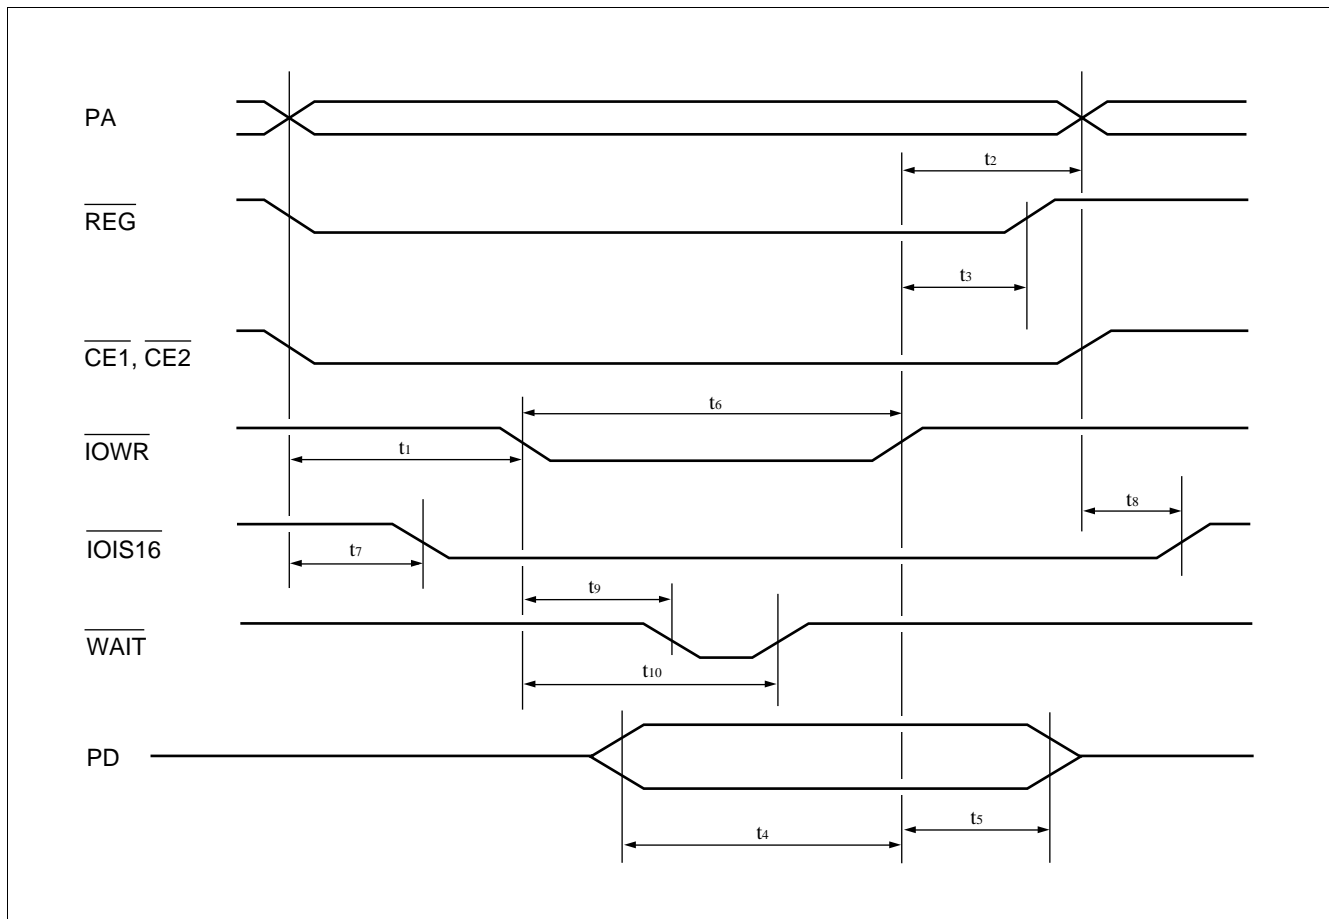 PA
t2
REG
t3
CE1, CE2
t6
IOWR
t1
t8
IOIS16
t7
t9
WAIT
t10
PD
t5
t4